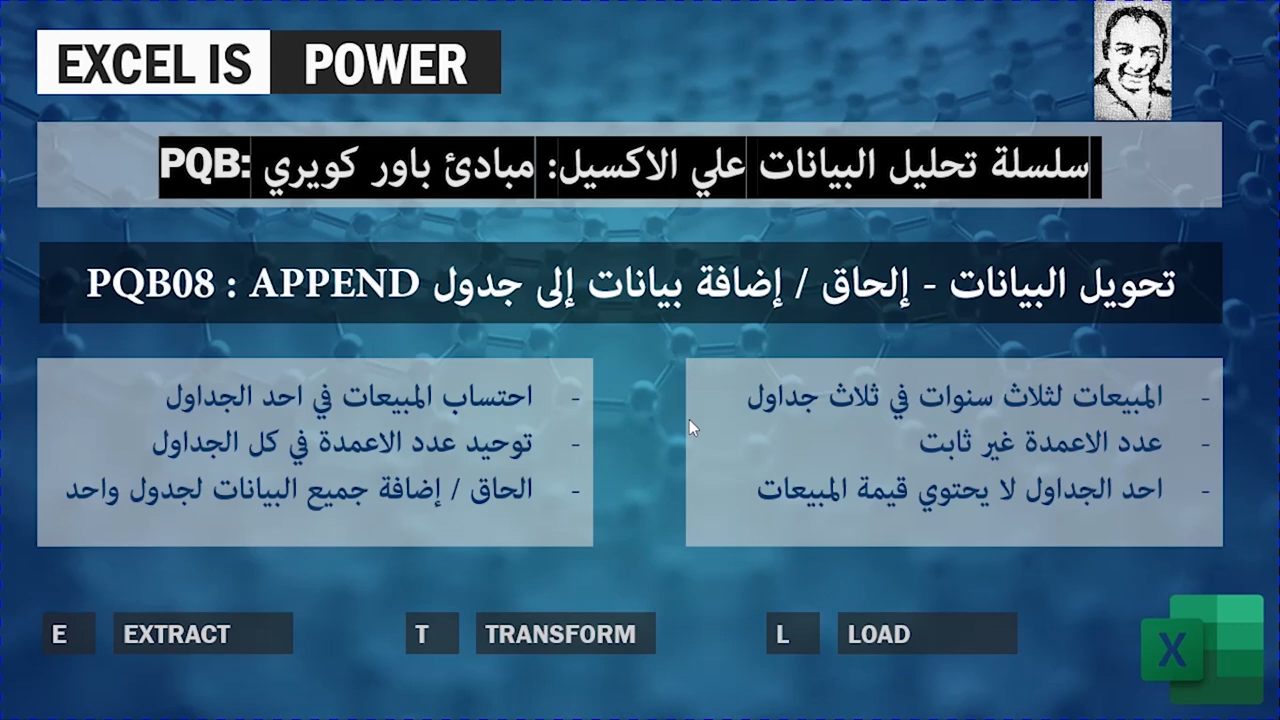 EXCEL IS POWER
سلسلة تحليل البيانات علي الاكسيل: مبادئ باور كويري PQB:
تحويل البيانات - إلحاق / إضافة بيانات إلى جدول PQB08 : APPEND
- المبيعات لثلاث سنوات في ثلاث جداول
- عدد الاعمدة غير ثابت
- احد الجداول لا يحتوي قيمة المبيعات
- احتساب المبيعات في احد الجداول
- توحيد عدد الاعمدة في كل الجداول
- الحاق / إضافة جميع البيانات لجدول واحد
E EXTRACT T TRANSFORM L LOAD
X